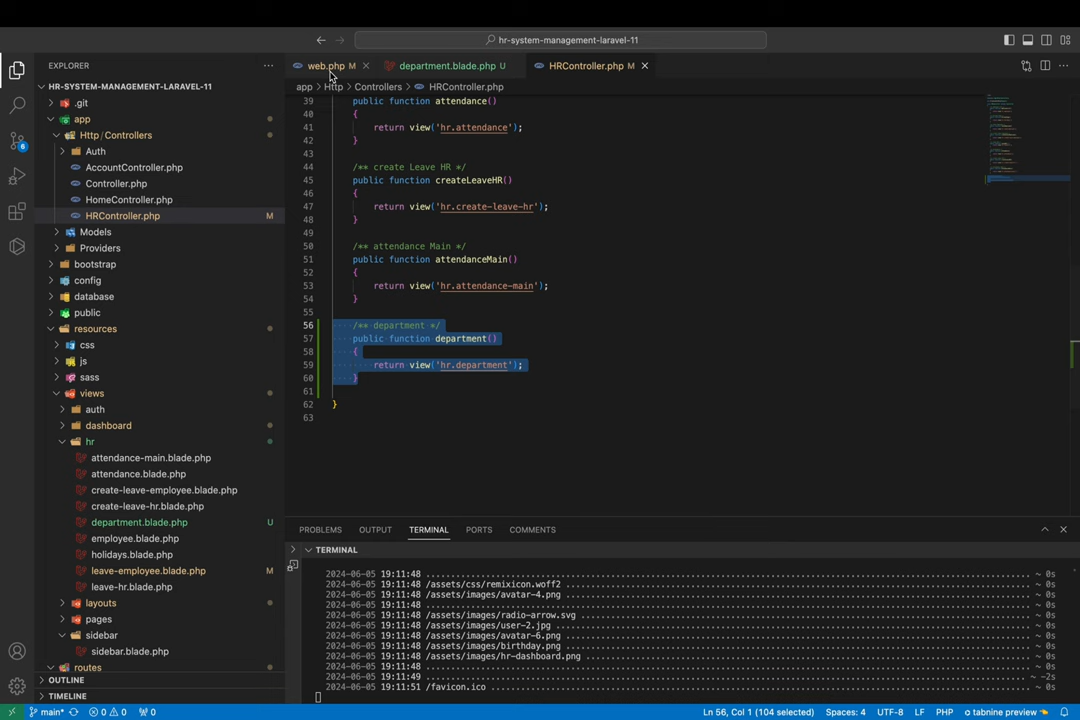 hr-system-management-laravel-11
EXPLORER
web.php M
department.blade.php U
HRController.php M
app > Http > Controllers > HRController.php
HR-SYSTEM-MANAGEMENT-LARAVEL-11
.git
app
Http / Controllers
Auth
AccountController.php
Controller.php
HomeController.php
HRController.php M
Models
Providers
bootstrap
config
database
public
resources
css
js
sass
views
auth
dashboard
hr
attendance-main.blade.php
attendance.blade.php
create-leave-employee.blade.php
create-leave-hr.blade.php
department.blade.php U
employee.blade.php
holidays.blade.php
leave-employee.blade.php M
leave-hr.blade.php
layouts
pages
sidebar
sidebar.blade.php
routes
OUTLINE
TIMELINE
39 public function attendance()
40 {
41 return view('hr.attendance');
42 }
43
44 /** create Leave HR */
45 public function createLeaveHR()
46 {
47 return view('hr.create-leave-hr');
48 }
49
50 /** attendance Main */
51 public function attendanceMain()
52 {
53 return view('hr.attendance-main');
54 }
55
56 /** department */
57 public function department()
58 {
59 return view('hr.department');
60 }
61
62 }
63
PROBLEMS OUTPUT TERMINAL PORTS COMMENTS
TERMINAL
2024-06-05 19:11:48 ~ 0s
2024-06-05 19:11:48 /assets/css/remixicon.woff2 ~ 0s
2024-06-05 19:11:48 /assets/images/avatar-4.png ~ 0s
2024-06-05 19:11:48 ~ 0s
2024-06-05 19:11:48 /assets/images/radio-arrow.svg ~ 0s
2024-06-05 19:11:48 /assets/images/user-2.jpg ~ 0s
2024-06-05 19:11:48 /assets/images/avatar-6.png ~ 0s
2024-06-05 19:11:48 /assets/images/birthday.png ~ 0s
2024-06-05 19:11:48 /assets/images/hr-dashboard.png ~ 0s
2024-06-05 19:11:48 ~ 0s
2024-06-05 19:11:49 ~ -2s
2024-06-05 19:11:51 /favicon.ico ~ 0s
6
main* 0 0 0 Ln 56, Col 1 (104 selected) Spaces: 4 UTF-8 LF PHP tabnine preview